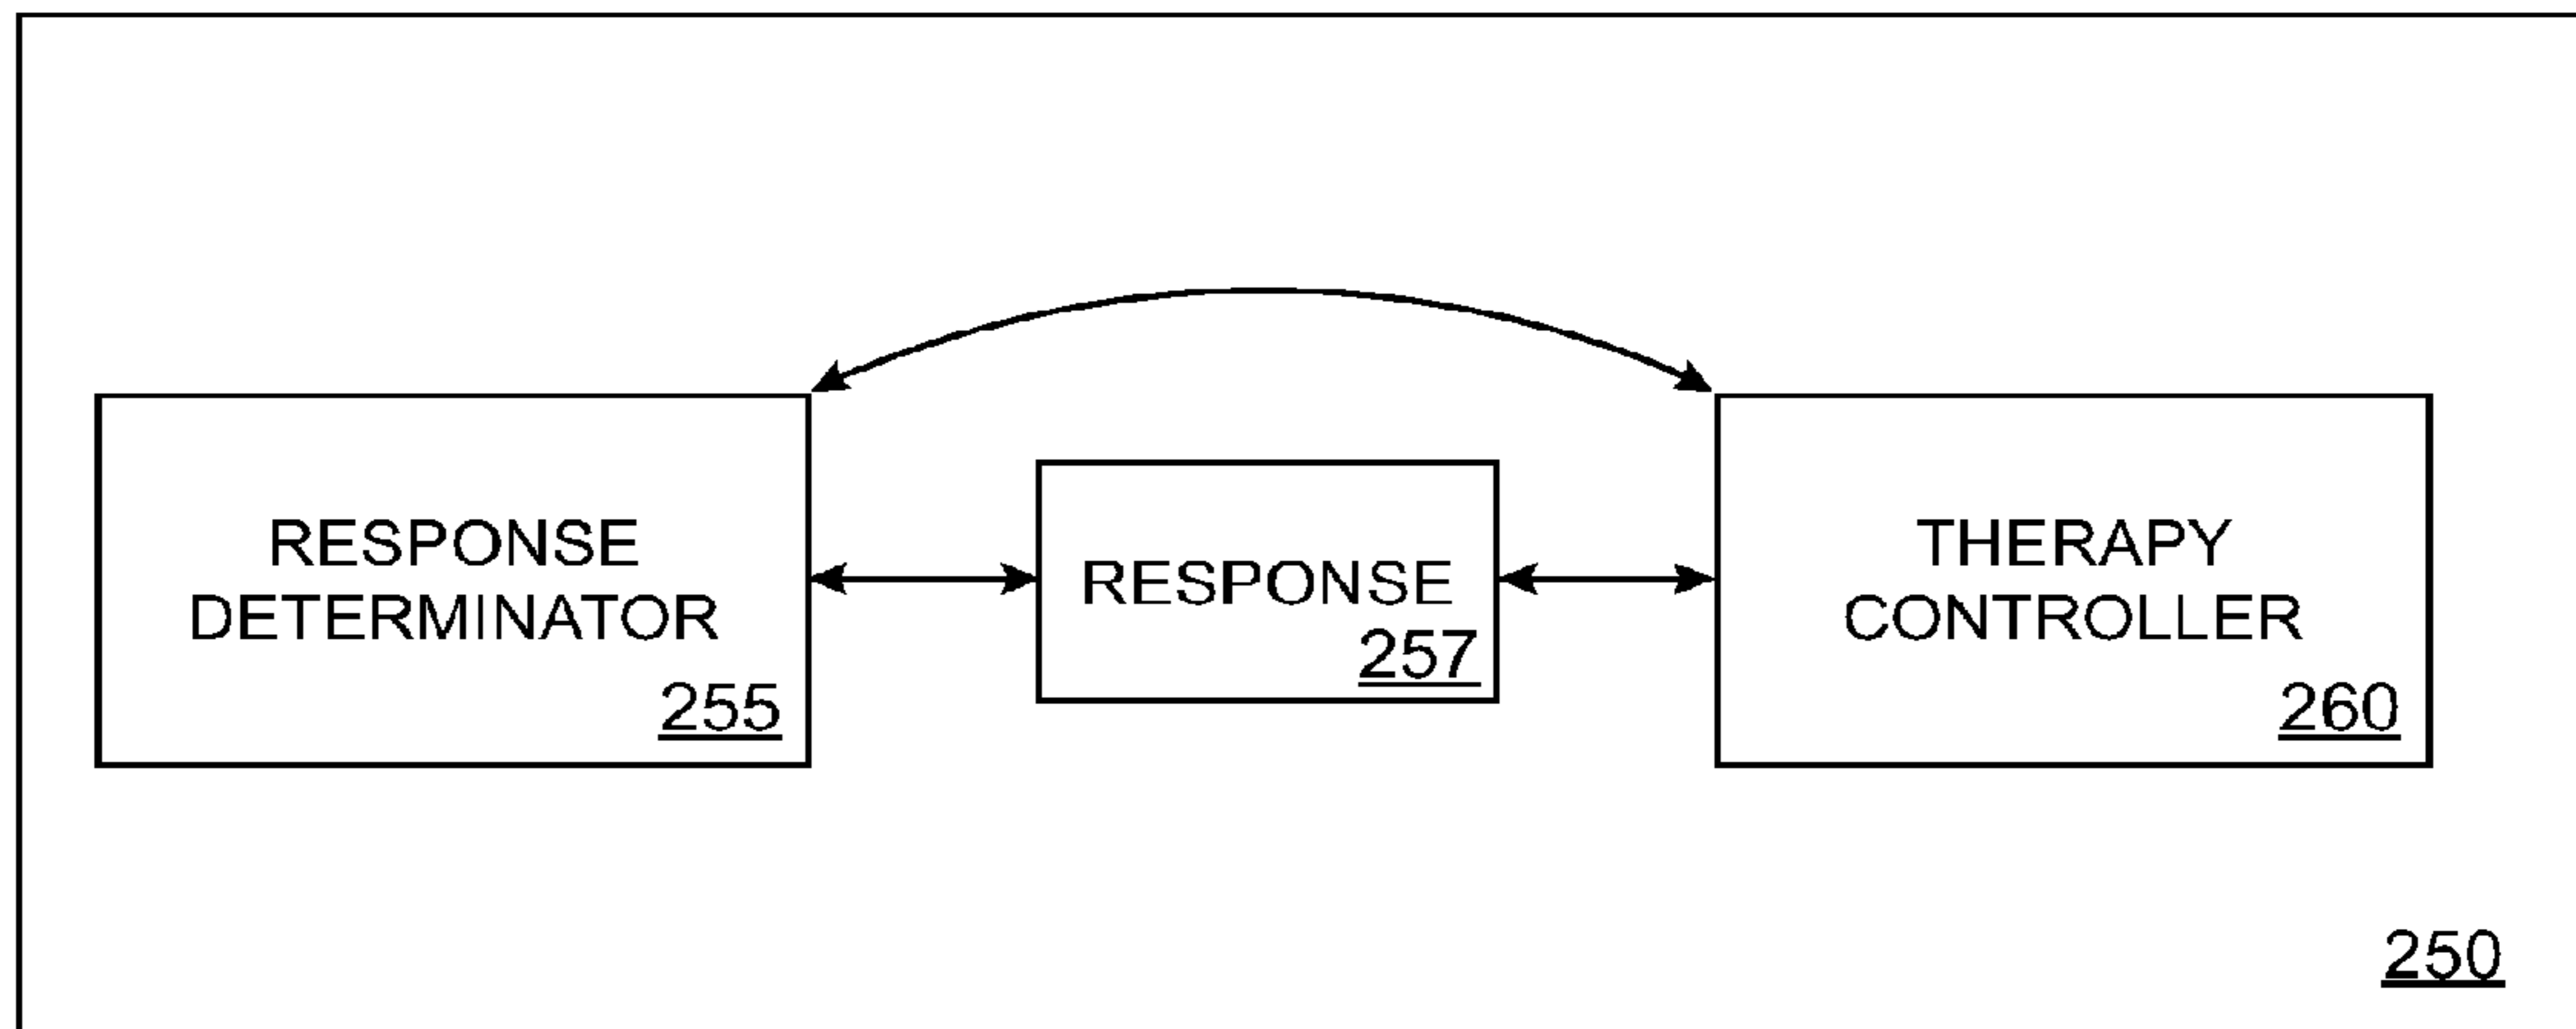 RESPONSE
DETERMINATOR
255
RESPONSE
257
THERAPY
CONTROLLER
260
250